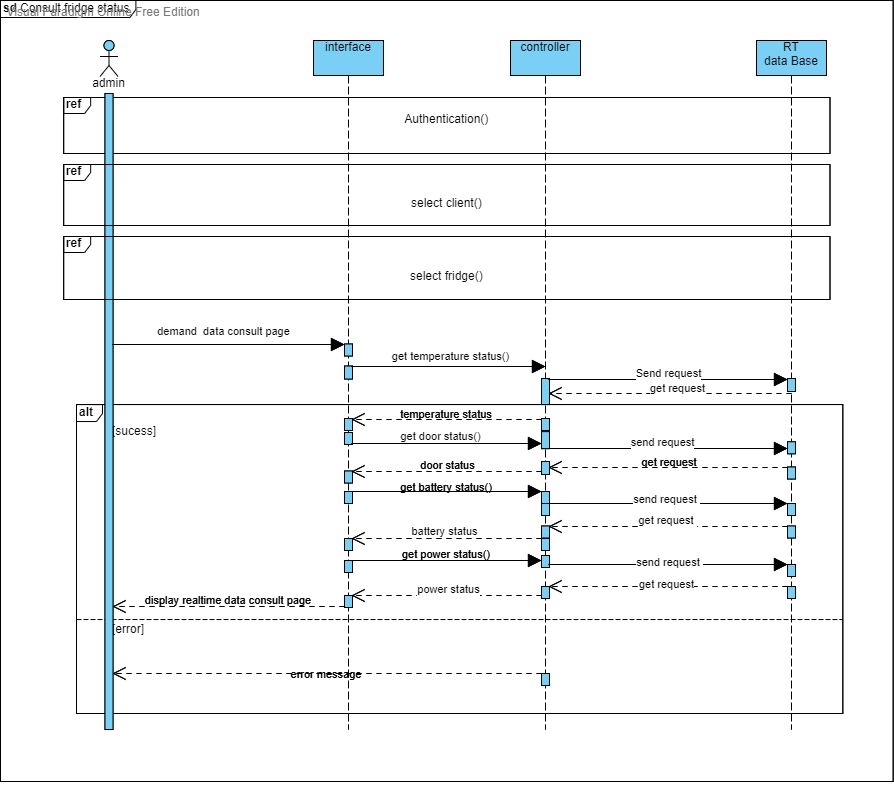 sd Consult fridge status
Visual Paradigm Online Free Edition
admin
interface
controller
RT
data Base
ref
Authentication()
ref
select client()
ref
select fridge()
demand data consult page
get temperature status()
Send request
get request
alt
temperature status
[sucess]
get door status()
send request
door status
get request
get battery status()
send request
get request
battery status
get power status()
send request
get request
power status
display realtime data consult page
[error]
error message